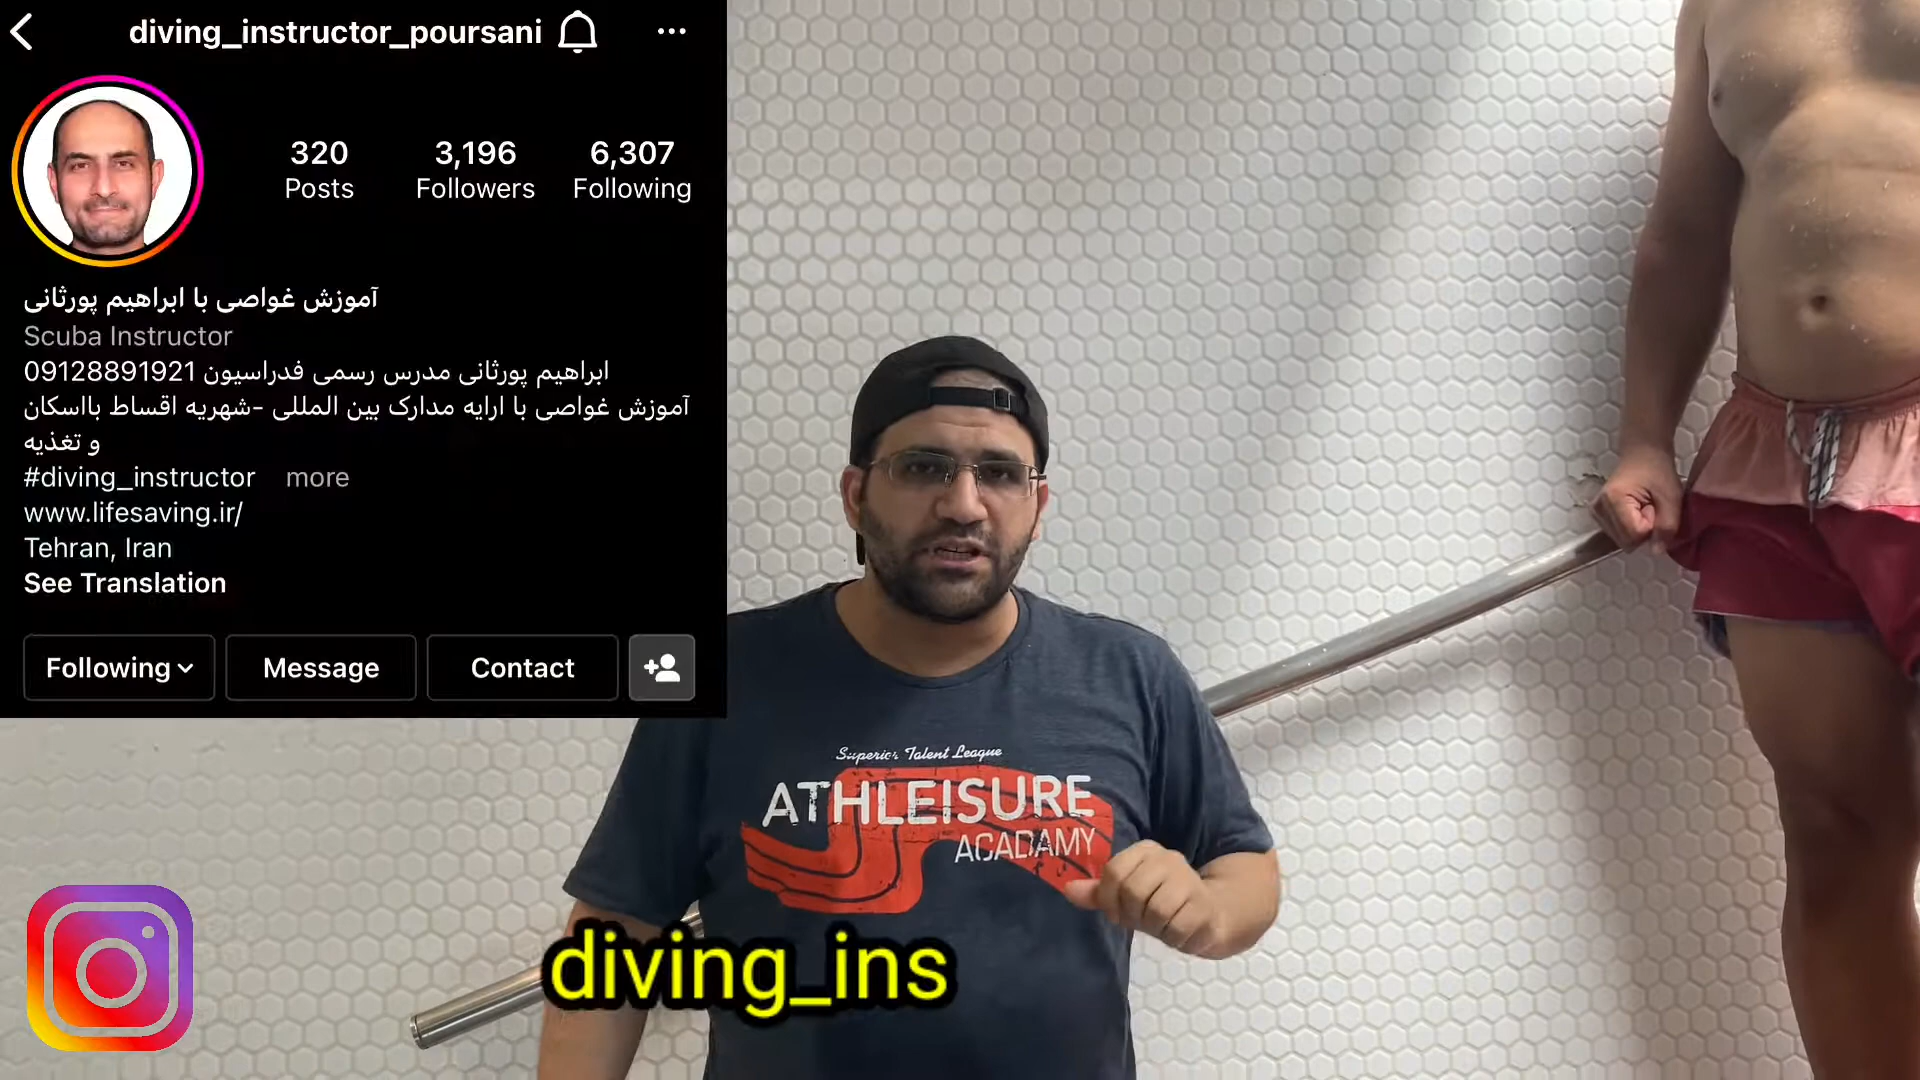 diving_instructor_poursani
320
Posts
3,196
Followers
6,307
Following
آموزش غواصی با ابراهیم پورثانی
Scuba Instructor
ابراهیم پورثانی مدرس رسمی فدراسیون 09128891921
آموزش غواصی با ارایه مدارک بین المللی -شهریه اقساط بااسکان
و تغذیه
#diving_instructor more
www.lifesaving.ir/
Tehran, Iran
See Translation
Following
Message
Contact
Superior Talent League
ATHLEISURE
ACADAMY
diving_ins